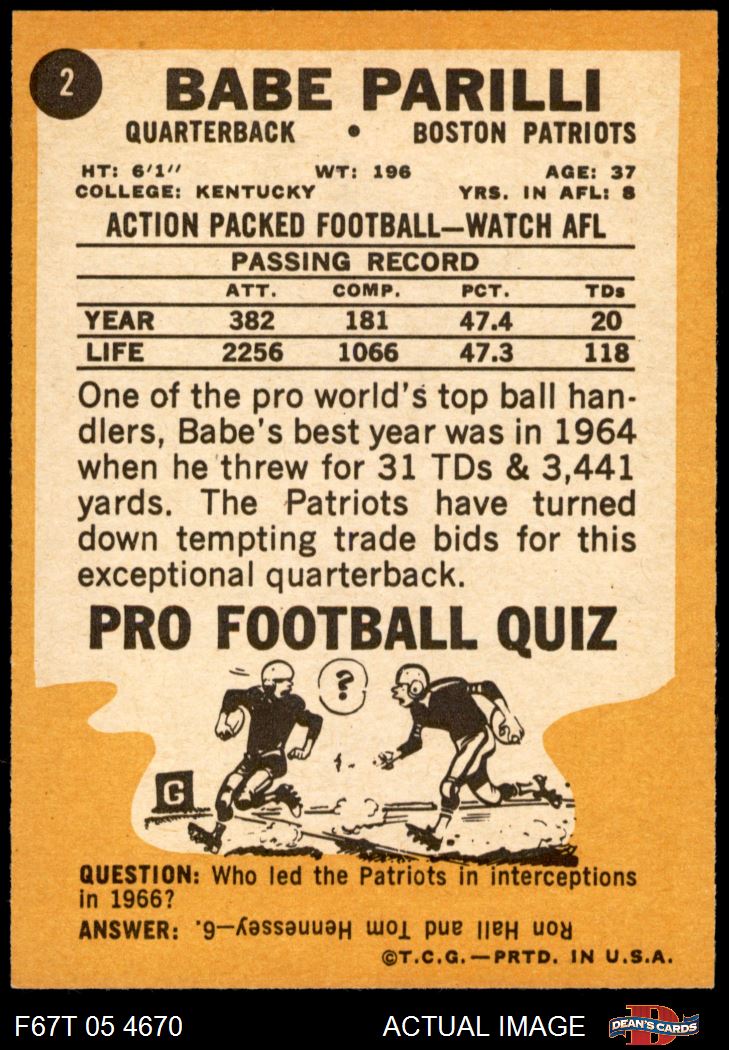 2
BABE PARILLI
QUARTERBACK • BOSTON PATRIOTS
HT: 6'1" WT: 196 AGE: 37
COLLEGE: KENTUCKY YRS. IN AFL: 8
ACTION PACKED FOOTBALL—WATCH AFL
PASSING RECORD
ATT. COMP. PCT. TDs
YEAR 382 181 47.4 20
LIFE 2256 1066 47.3 118
One of the pro world's top ball han-
dlers, Babe's best year was in 1964
when he threw for 31 TDs & 3,441
yards. The Patriots have turned
down tempting trade bids for this
exceptional quarterback.
PRO FOOTBALL QUIZ
?
G
QUESTION: Who led the Patriots in interceptions
in 1966?
ANSWER: Ron Hall and Tom Hennessey—6.
©T.C.G.—PRTD. IN U.S.A.
F67T 05 4670 ACTUAL IMAGE D DEAN'S CARDS